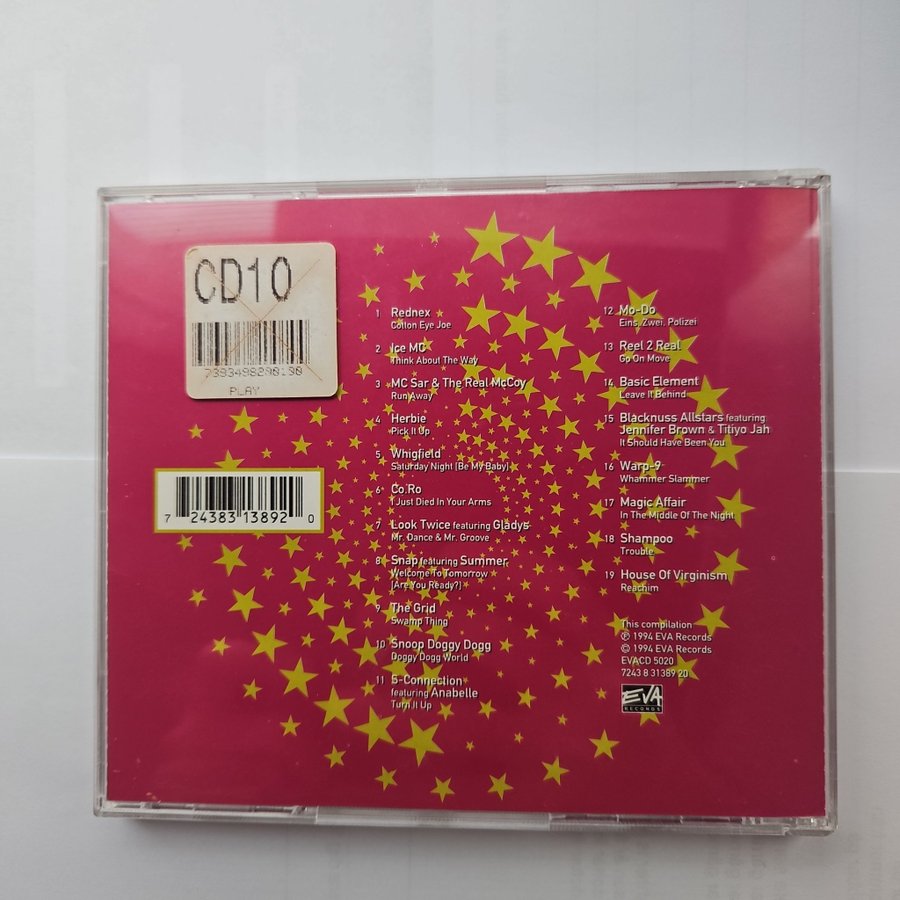 CD10
7393498290130
PLAY
7 24383 13892 0
1 Rednex
Cotton Eye Joe
2 Ice MC
Think About The Way
3 MC Sar & The Real McCoy
Run Away
4 Herbie
Pick It Up
5 Whigfield
Saturday Night [Be My Baby]
6 Co.Ro
I Just Died In Your Arms
7 Look Twice featuring Gladys
Mr. Dance & Mr. Groove
8 Snap featuring Summer
Welcome To Tomorrow
[Are You Ready?]
9 The Grid
Swamp Thing
10 Snoop Doggy Dogg
Doggy Dogg World
11 S-Connection
featuring Anabelle
Turn It Up
12 Mo-Do
Eins, Zwei, Polizei
13 Reel 2 Real
Go On Move
14 Basic Element
Leave It Behind
15 Blacknuss Allstars featuring
Jennifer Brown & Titiyo Jah
It Should Have Been You
16 Warp-9
Whammer Slammer
17 Magic Affair
In The Middle Of The Night
18 Shampoo
Trouble
19 House Of Virginism
Reachim
This compilation
℗ 1994 EVA Records
© 1994 EVA Records
EVACD 5020
7243 8 31389 20
EVA
RECORDS